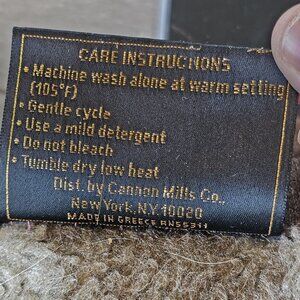 CARE INSTRUCTIONS
• Machine wash alone at warm setting
(105°F)
• Gentle cycle
• Use a mild detergent
• Do not bleach
• Tumble dry low heat
Dist. by Cannon Mills Co.,
New York, N.Y. 10020
MADE IN GREECE RN55311